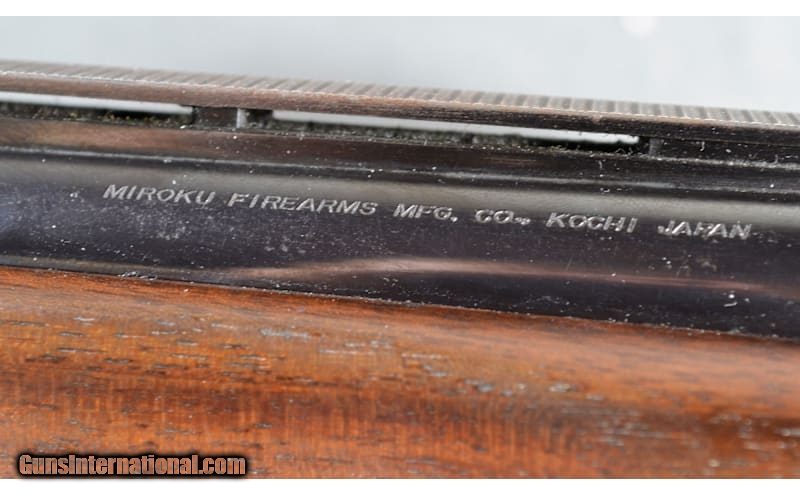 MIROKU FIREARMS MFG. CO., KOCHI JAPAN
GunsInternational.com